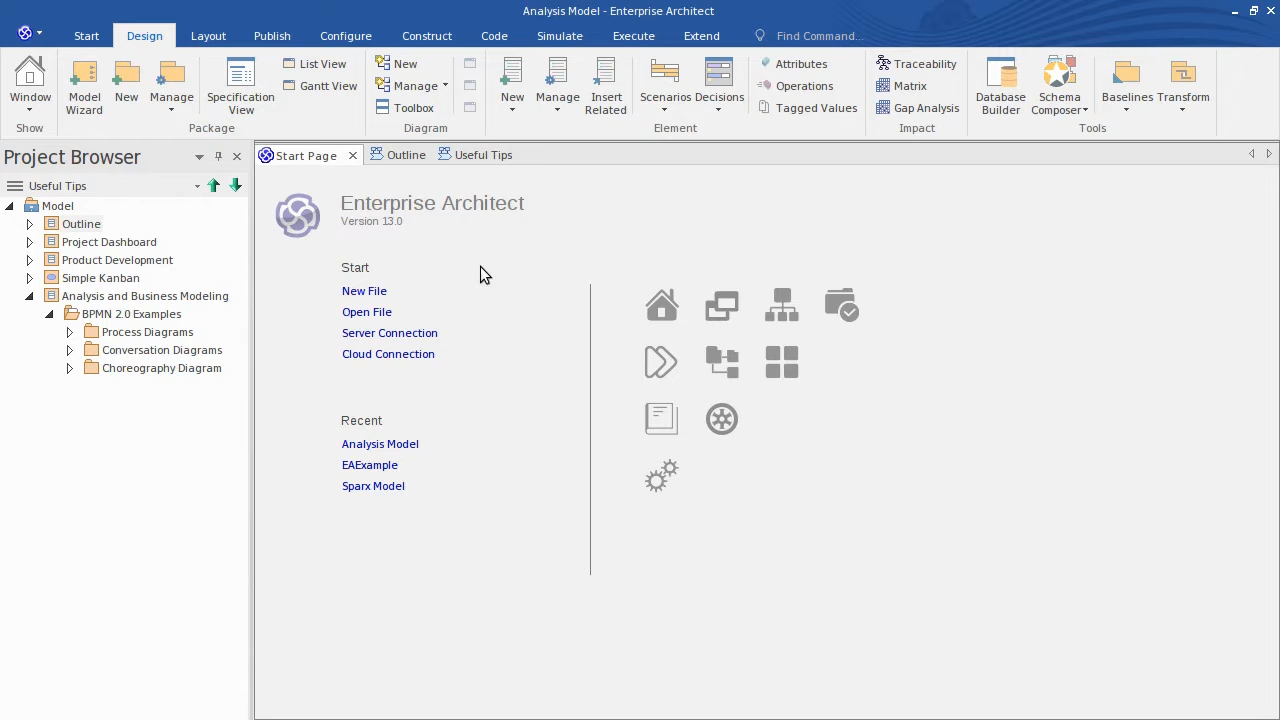 Analysis Model - Enterprise Architect
Start Design Layout Publish Configure Construct Code Simulate Execute Extend Find Command...
Window
Show
Model Wizard
New
Manage
Specification View
List View
Gantt View
Package
New
Manage
Toolbox
Diagram
New
Manage
Insert Related
Scenarios
Decisions
Attributes
Operations
Tagged Values
Element
Traceability
Matrix
Gap Analysis
Impact
Database Builder
Schema Composer
Baselines
Transform
Tools
Project Browser
Useful Tips
Model
Outline
Project Dashboard
Product Development
Simple Kanban
Analysis and Business Modeling
BPMN 2.0 Examples
Process Diagrams
Conversation Diagrams
Choreography Diagram
Start Page Outline Useful Tips
Enterprise Architect
Version 13.0
Start
New File
Open File
Server Connection
Cloud Connection
Recent
Analysis Model
EAExample
Sparx Model